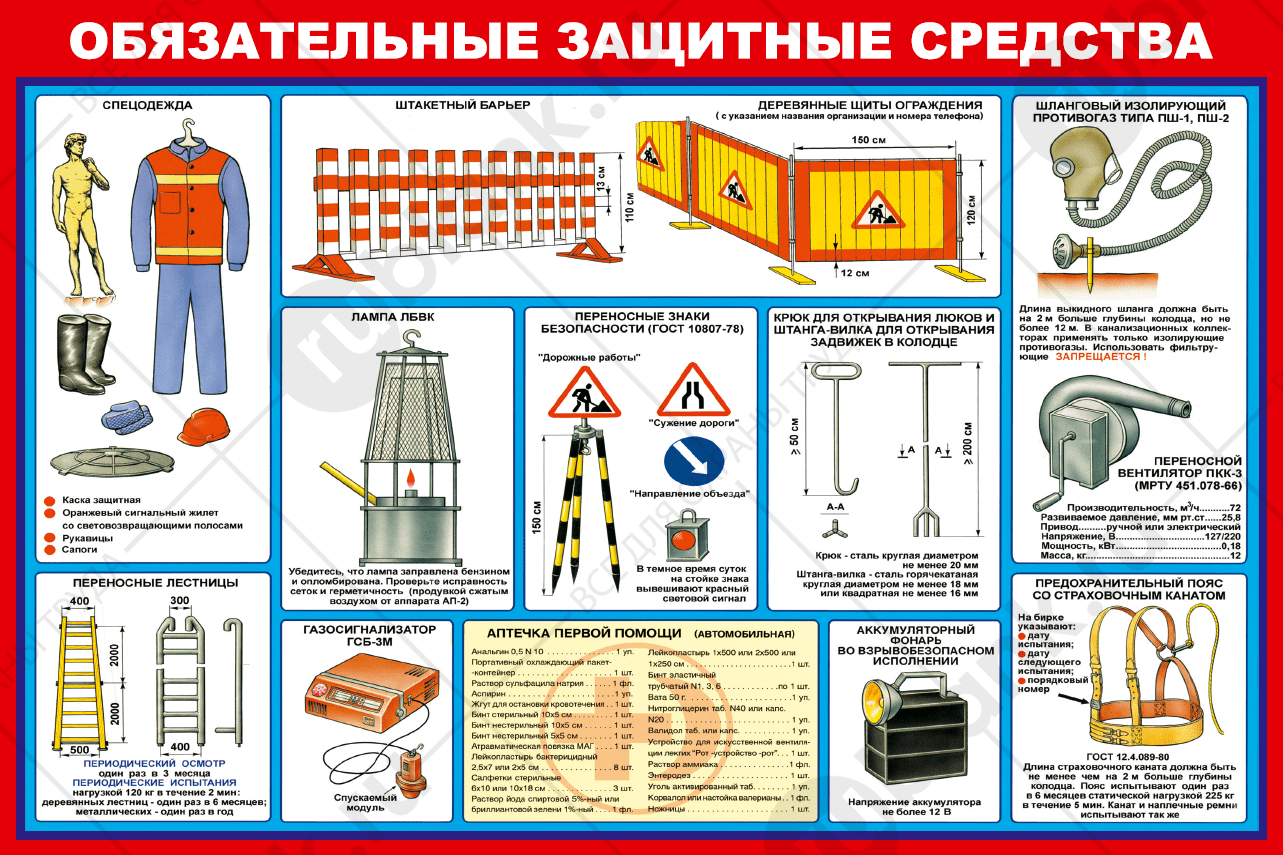 ОБЯЗАТЕЛЬНЫЕ ЗАЩИТНЫЕ СРЕДСТВА
СПЕЦОДЕЖДА
Каска защитная
Оранжевый сигнальный жилет
со световозвращающими полосами
Рукавицы
Сапоги
ШТАКЕТНЫЙ БАРЬЕР
13 см
110 см
ДЕРЕВЯННЫЕ ЩИТЫ ОГРАЖДЕНИЯ
( с указанием названия организации и номера телефона)
150 см
120 см
12 см
ШЛАНГОВЫЙ ИЗОЛИРУЮЩИЙ
ПРОТИВОГАЗ ТИПА ПШ-1, ПШ-2
Длина выкидного шланга должна быть
на 2 м больше глубины колодца, но не
более 12 м. В канализационных коллек-
торах применять только изолирующие
противогазы. Использовать фильтру-
ющие ЗАПРЕЩАЕТСЯ !
ПЕРЕНОСНОЙ
ВЕНТИЛЯТОР ПКК-3
(МРТУ 451.078-66)
Производительность, м³/ч..........72
Развиваемое давление, мм рт.ст......25,8
Привод.........ручной или электрический
Напряжение, В......................127/220
Мощность, кВт..........................0,18
Масса, кг...................................12
ЛАМПА ЛБВК
Убедитесь, что лампа заправлена бензином
и опломбирована. Проверьте исправность
сеток и герметичность (продувкой сжатым
воздухом от аппарата АП-2)
ПЕРЕНОСНЫЕ ЗНАКИ
БЕЗОПАСНОСТИ (ГОСТ 10807-78)
"Дорожные работы"
"Сужение дороги"
"Направление объезда"
150 см
В темное время суток
на стойке знака
вывешивают красный
световой сигнал
КРЮК ДЛЯ ОТКРЫВАНИЯ ЛЮКОВ И
ШТАНГА-ВИЛКА ДЛЯ ОТКРЫВАНИЯ
ЗАДВИЖЕК В КОЛОДЦЕ
≥ 50 см
А А
≥ 200 см
А-А
Крюк - сталь круглая диаметром
не менее 20 мм
Штанга-вилка - сталь горячекатаная
круглая диаметром не менее 18 мм
или квадратная не менее 16 мм
ПЕРЕНОСНЫЕ ЛЕСТНИЦЫ
400
300
2000
2000
500
400
ПЕРИОДИЧЕСКИЙ ОСМОТР
один раз в 3 месяца
ПЕРИОДИЧЕСКИЕ ИСПЫТАНИЯ
нагрузкой 120 кг в течение 2 мин:
деревянных лестниц - один раз в 6 месяцев;
металлических - один раз в год
ГАЗОСИГНАЛИЗАТОР
ГСБ-3М
Спускаемый
модуль
АПТЕЧКА ПЕРВОЙ ПОМОЩИ (АВТОМОБИЛЬНАЯ)
Анальгин 0,5 N 10 ............... 1 уп.
Портативный охлаждающий пакет-
-контейнер ..................... 1 шт.
Раствор сульфацила натрия ..... 1 фл.
Аспирин ........................ 1 уп.
Жгут для остановки кровотечения . . 1 шт.
Бинт стерильный 10х5 см ........ 1 шт.
Бинт нестерильный 10х5 см ...... 1 шт.
Бинт нестерильный 5х5 см ....... 1 шт.
Атравматическая повязка МАГ .... 1 шт.
Лейкопластырь бактерицидный
2,5х7 или 2х5 см ............... 8 шт.
Салфетки стерильные
6х10 или 10х18 см .............. 3 шт.
Раствор йода спиртовой 5%-ный или
бриллиантовой зелени 1%-ный .... 1 фл.
Лейкопластырь 1х500 или 2х500 или
1х250 см ....................... 1 шт.
Бинт эластичный
трубчатый N1, 3, 6 .........по 1 шт.
Вата 50 г. ..................... 1 уп.
Нитроглицерин таб. N40 или капс.
N20 ............................ 1 уп.
Валидол таб. или капс. ......... 1 уп.
Устройство для искусственной вентиля-
ции легких "Рот -устройство -рот". . . 1 шт.
Раствор аммиака ................ 1 фл.
Энтеродез ...................... 1 шт.
Уголь активированный таб. ...... 1 уп.
Корвалол или настойка валерианы . . 1 фл.
Ножницы ........................ 1 шт.
АККУМУЛЯТОРНЫЙ
ФОНАРЬ
ВО ВЗРЫВОБЕЗОПАСНОМ
ИСПОЛНЕНИИ
Напряжение аккумулятора
не более 12 В
ПРЕДОХРАНИТЕЛЬНЫЙ ПОЯС
СО СТРАХОВОЧНЫМ КАНАТОМ
На бирке
указывают:
дату
испытания;
дату
следующего
испытания;
порядковый
номер
ГОСТ 12.4.089-80
Длина страховочного каната должна быть
не менее чем на 2 м больше глубины
колодца. Пояс испытывают один раз
в 6 месяцев статической нагрузкой 225 кг
в течение 5 мин. Канат и наплечные ремни
испытывают так же